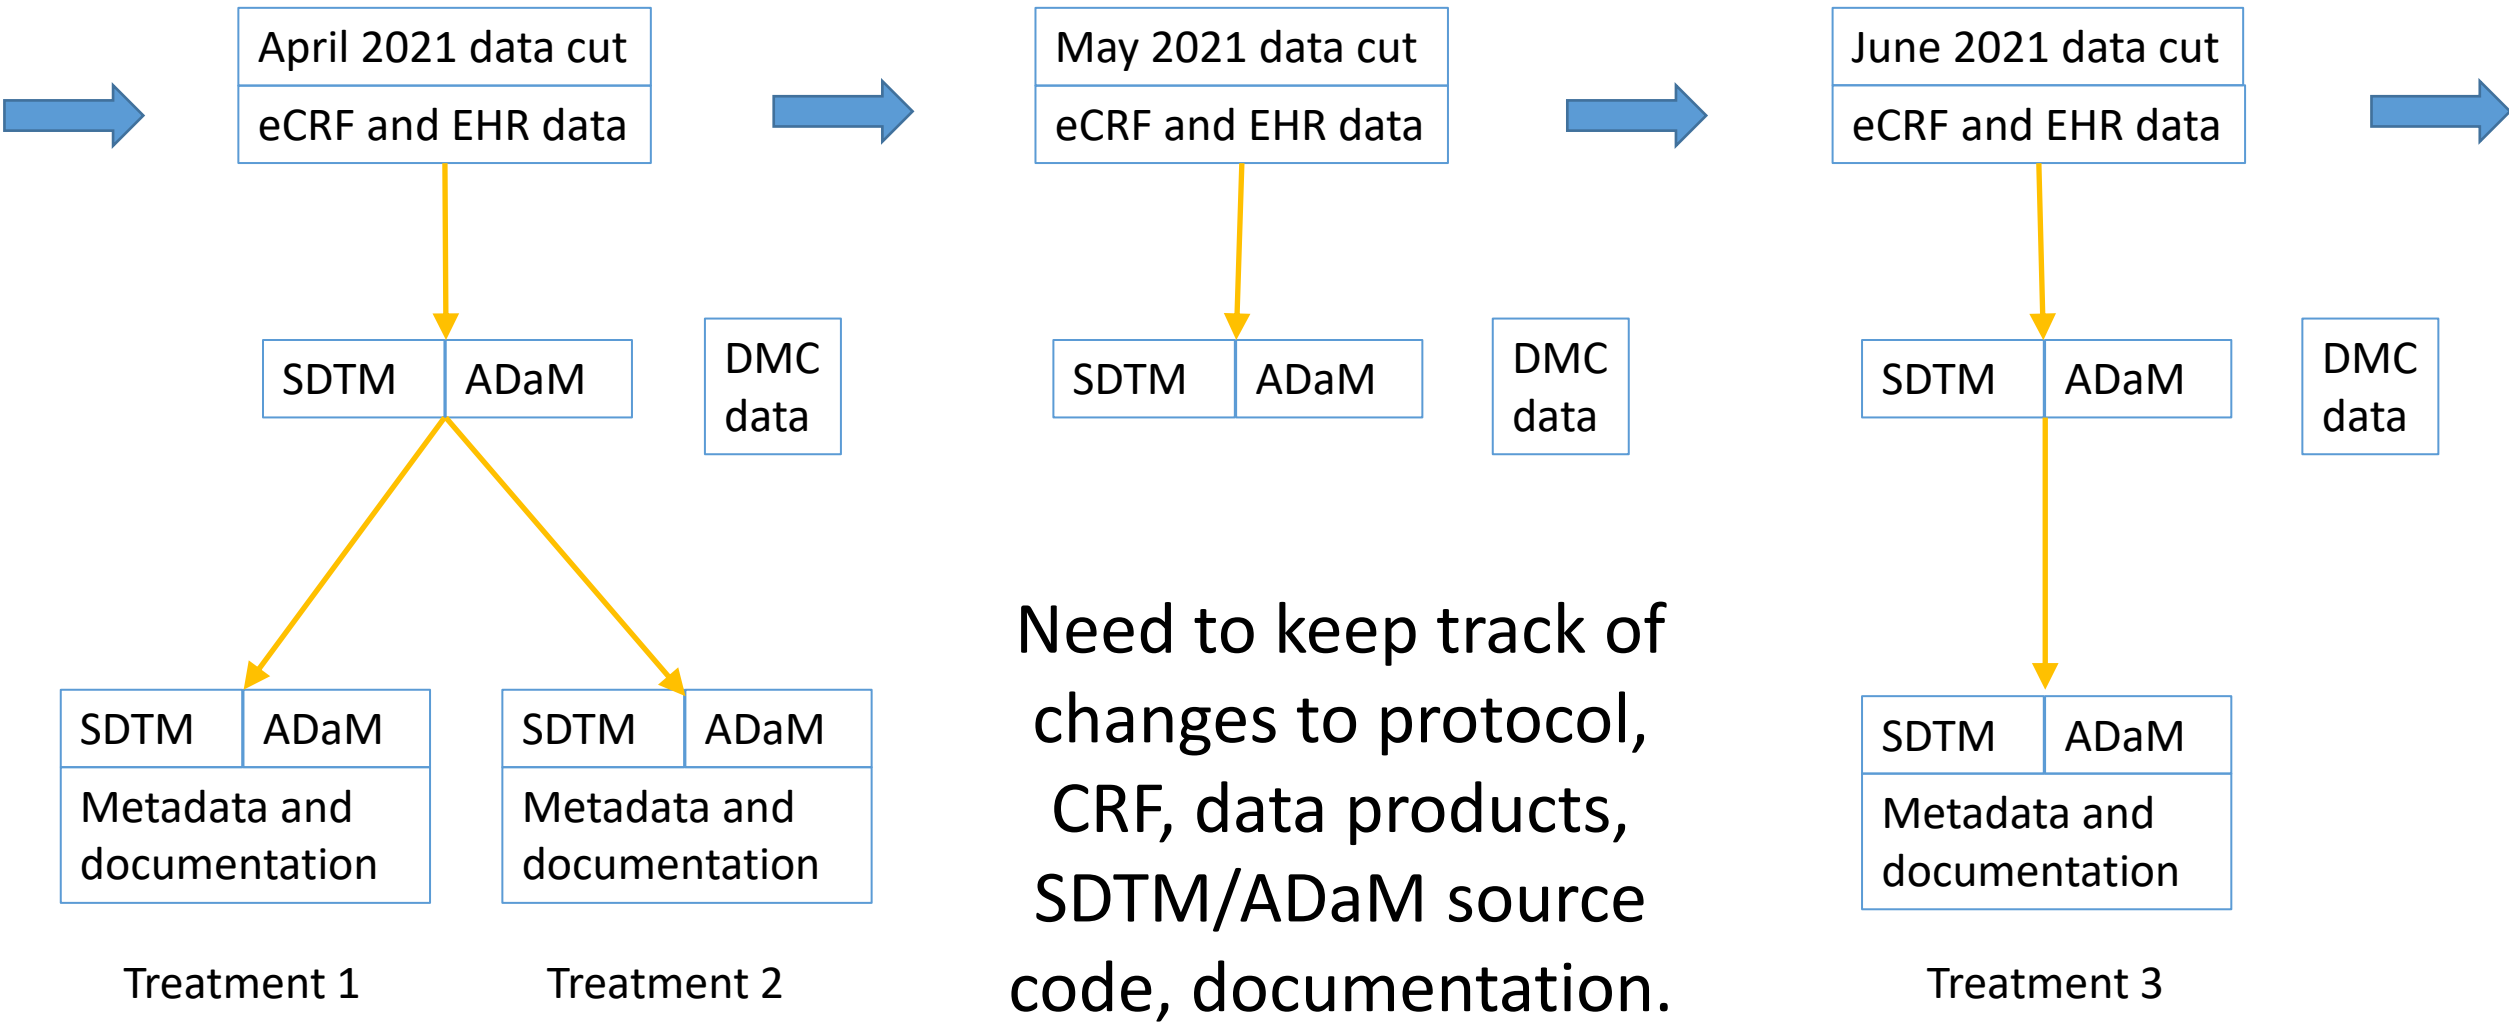 April 2021 data cut
eCRF and EHR data
May 2021 data cut
eCRF and EHR data
June 2021 data cut
eCRF and EHR data
SDTM
ADaM
DMC
data
SDTM
ADaM
DMC
data
SDTM
ADaM
DMC
data
SDTM
ADaM
Metadata and
documentation
Treatment 1
SDTM
ADaM
Metadata and
documentation
Treatment 2
Need to keep track of
changes to protocol,
CRF, data products,
SDTM/ADaM source
code, documentation.
SDTM
ADaM
Metadata and
documentation
Treatment 3